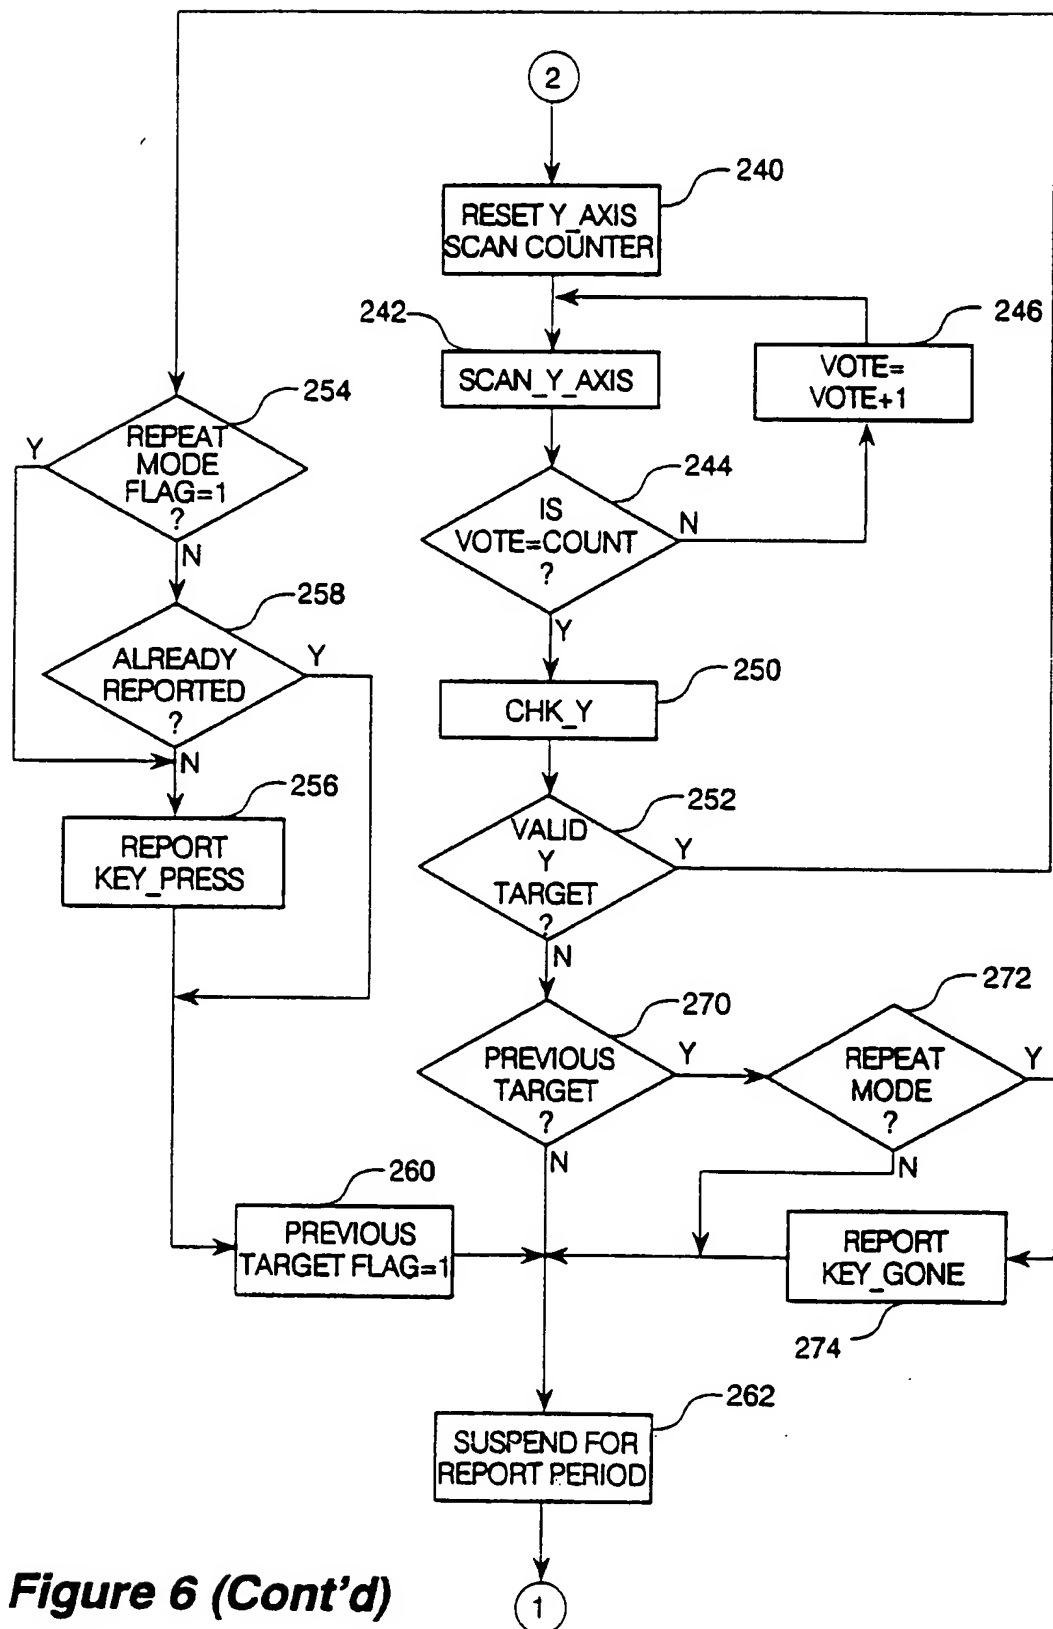 2
240
RESET Y_AXIS
SCAN COUNTER
242
246
SCAN_Y_AXIS
VOTE=
VOTE+1
254
Y
REPEAT
MODE
FLAG=1
?
N
244
IS
VOTE=COUNT
?
N
Y
258
ALREADY
REPORTED
?
Y
N
250
CHK_Y
256
REPORT
KEY_PRESS
252
VALID
Y
TARGET
?
Y
N
270
PREVIOUS
TARGET
?
Y
N
272
REPEAT
MODE
?
Y
N
260
PREVIOUS
TARGET FLAG=1
REPORT
KEY_GONE
274
262
SUSPEND FOR
REPORT PERIOD
Figure 6 (Cont'd)
1